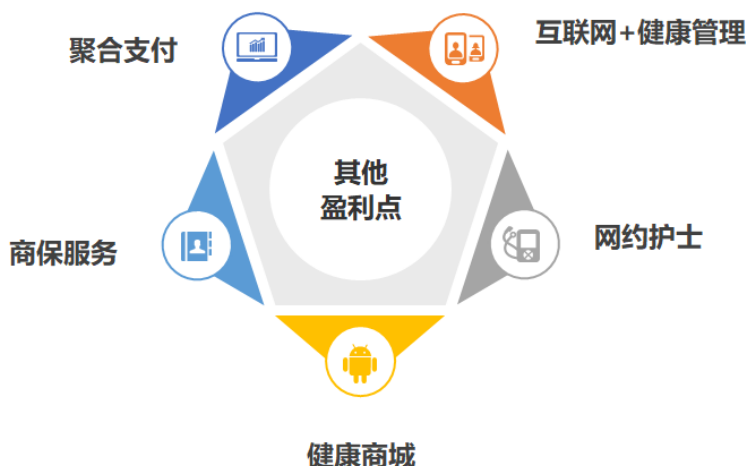 互联网+健康管理
聚合支付
其他
盈利点
网约护士
商保服务
健康商城